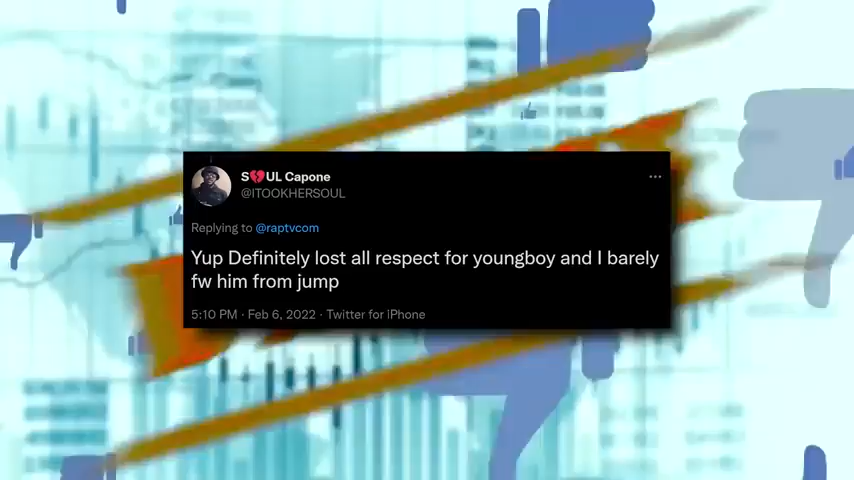 S💔UL Capone
@ITOOKHERSOUL
Replying to @raptvcom
Yup Definitely lost all respect for youngboy and I barely
fw him from jump
5:10 PM · Feb 6, 2022 · Twitter for iPhone